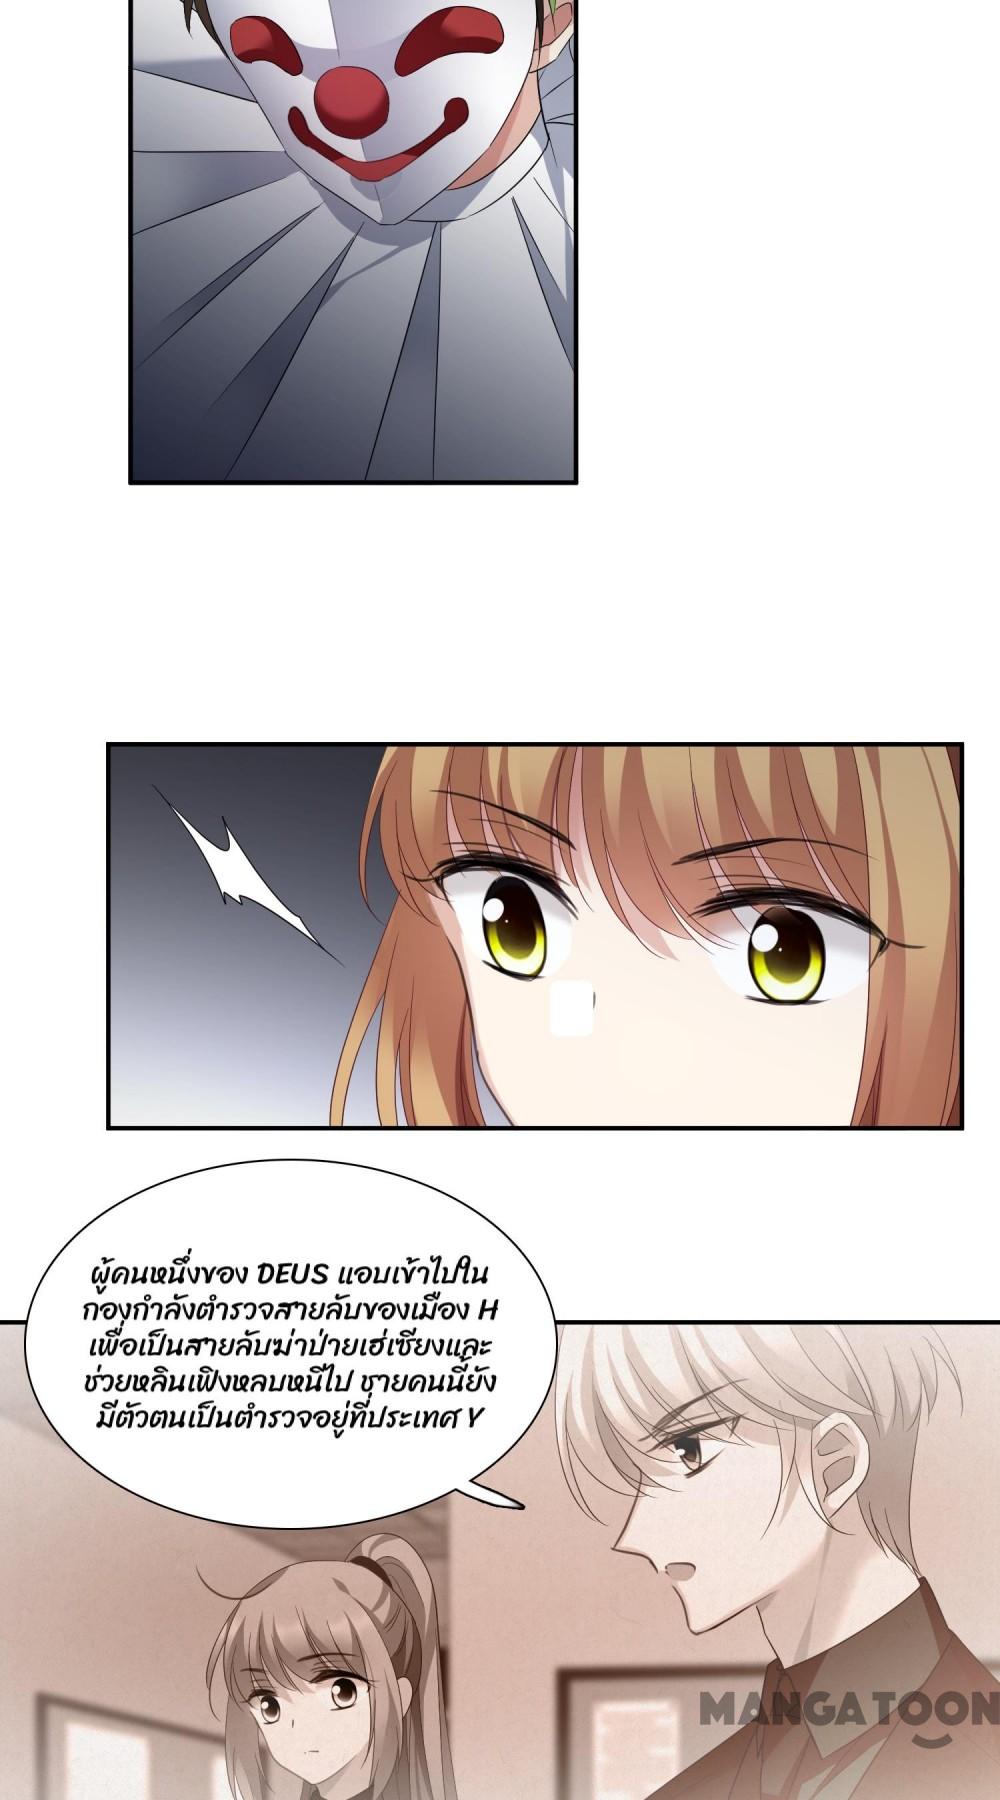 ผู้คนหนึ่งของ DEUS แอบเข้าไปใน
กองกำลังตำรวจสายลับของเมือง H
เพื่อเป็นสายลับฆ่าป่ายเฮ่เซียงและ
ช่วยหลินเฟิงหลบหนีไป ชายคนนี้ยัง
มีตัวตนเป็นตำรวจอยู่ที่ประเทศ Y
MANGATOON